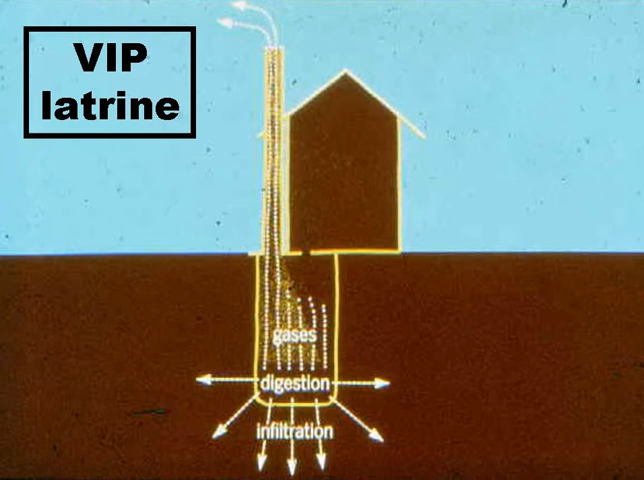 VIP
latrine
gases
digestion
infiltration